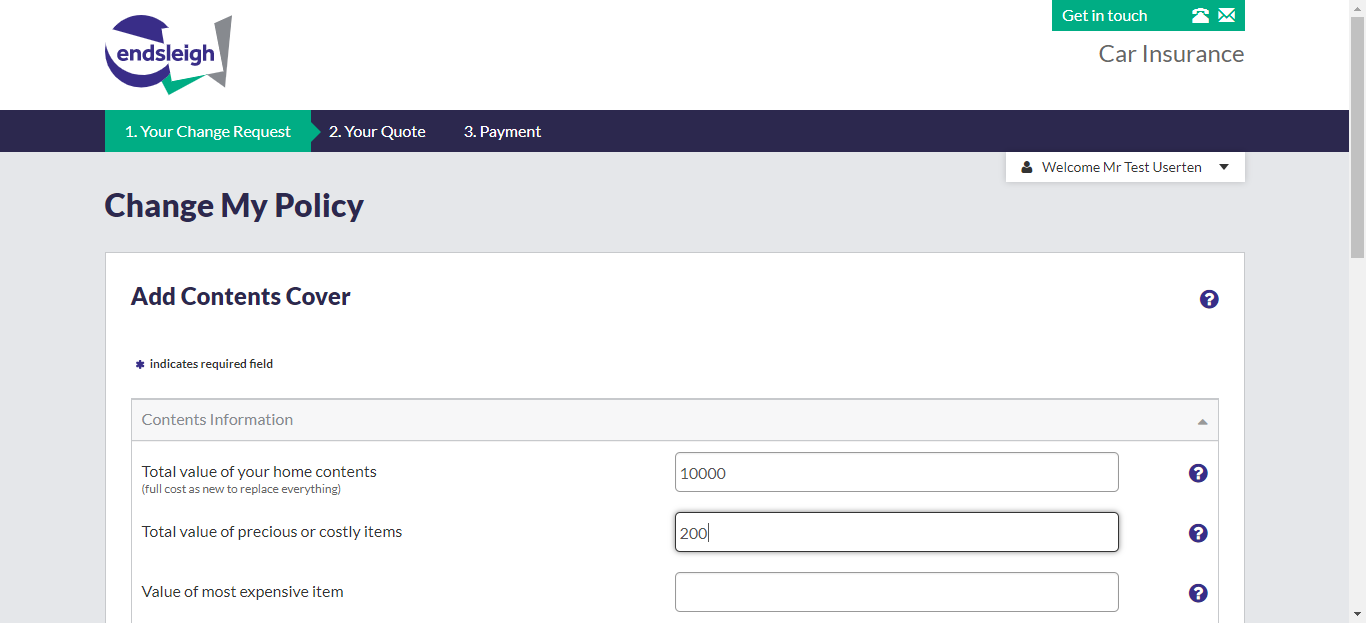 endsleigh
Get in touch
Car Insurance
1. Your Change Request
2. Your Quote
3. Payment
Welcome Mr Test Userten
Change My Policy
Add Contents Cover
?
* indicates required field
Contents Information
Total value of your home contents
10000
?
(full cost as new to replace everything)
Total value of precious or costly items
200
?
Value of most expensive item
?